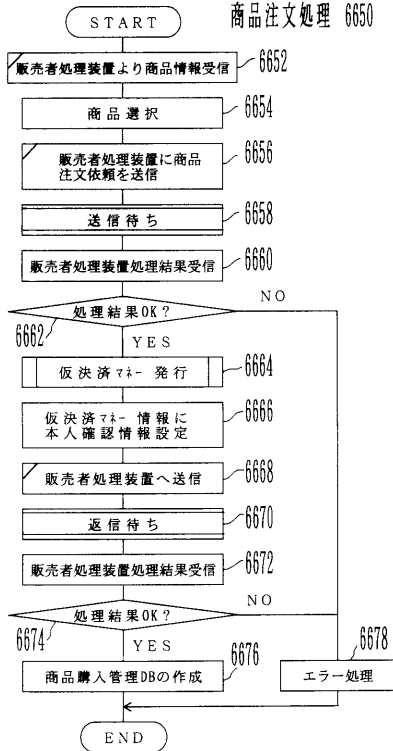 商品注文処理 6650
START
販売者処理装置より商品情報受信 6652
商品選択 6654
販売者処理装置に商品
注文依頼を送信
6656
送信待ち 6658
販売者処理装置処理結果受信 6660
処理結果OK? NO
6662
YES
仮決済マネー 発行 6664
仮決済マネー 情報に
本人確認情報設定
6666
販売者処理装置へ送信 6668
返信待ち 6670
販売者処理装置処理結果受信 6672
処理結果OK? NO
6674
YES
商品購入管理DBの作成 6676
エラー処理 6678
END